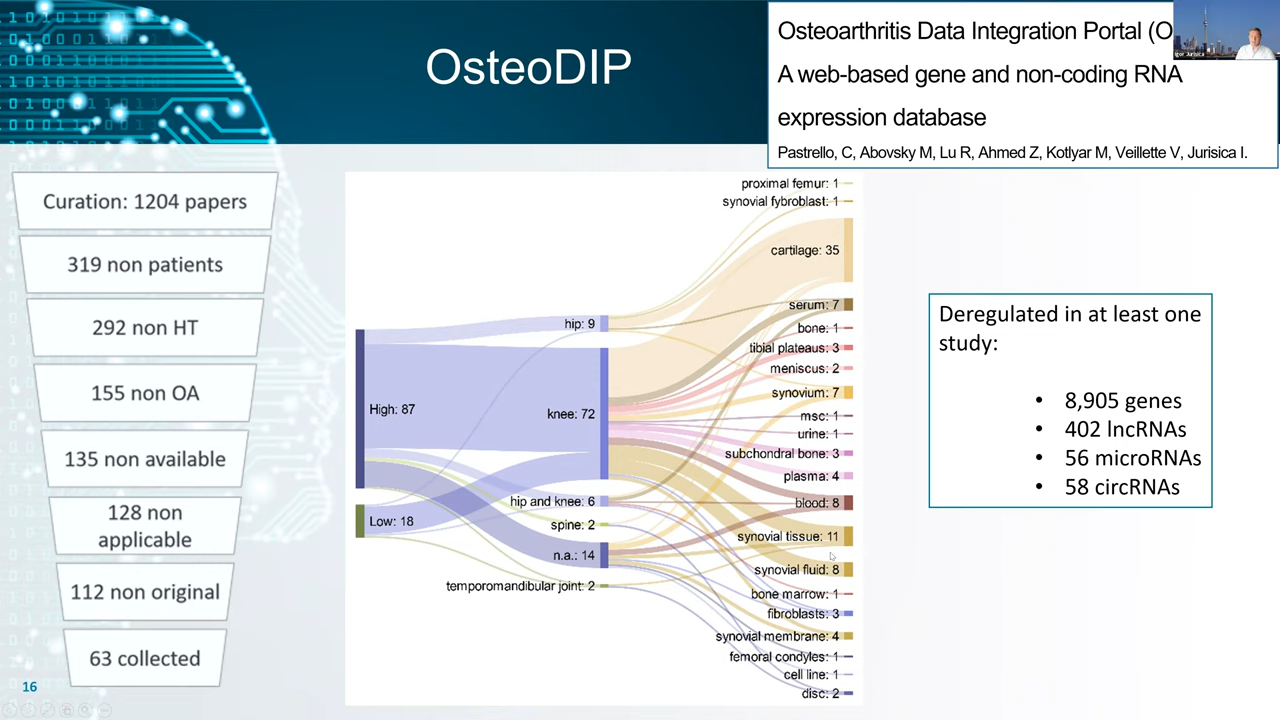 OsteoDIP
Osteoarthritis Data Integration Portal (O
A web-based gene and non-coding RNA
expression database
Pastrello, C, Abovsky M, Lu R, Ahmed Z, Kotlyar M, Veillette V, Jurisica I.
Igor Jurisica
Curation: 1204 papers
319 non patients
292 non HT
155 non OA
135 non available
128 non
applicable
112 non original
63 collected
16
High: 87
Low: 18
hip: 9
knee: 72
hip and knee: 6
spine: 2
n.a.: 14
temporomandibular joint: 2
proximal femur: 1
synovial fybroblast: 1
cartilage: 35
serum: 7
bone: 1
tibial plateaus: 3
meniscus: 2
synovium: 7
msc: 1
urine: 1
subchondral bone: 3
plasma: 4
blood: 8
synovial tissue: 11
synovial fluid: 8
bone marrow: 1
fibroblasts: 3
synovial membrane: 4
femoral condyles: 1
cell line: 1
disc: 2
Deregulated in at least one
study:
• 8,905 genes
• 402 lncRNAs
• 56 microRNAs
• 58 circRNAs